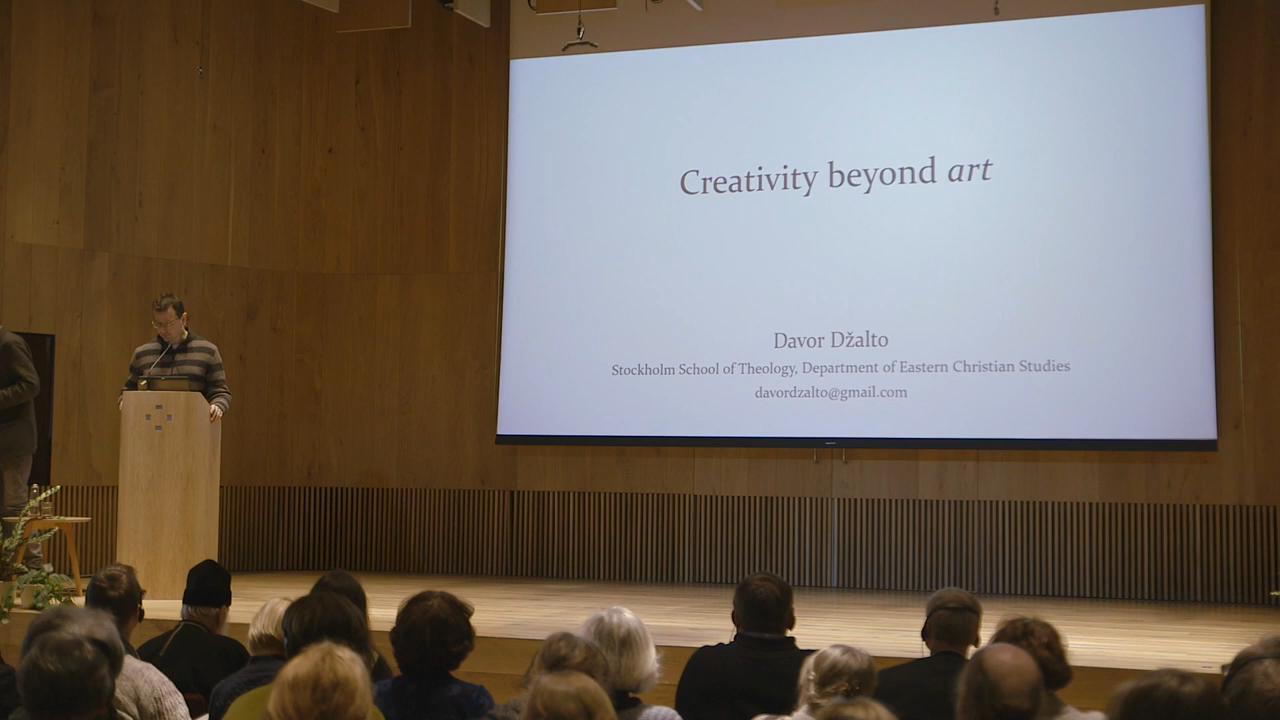 Creativity beyond art
Davor Džalto
Stockholm School of Theology, Department of Eastern Christian Studies
davordzalto@gmail.com